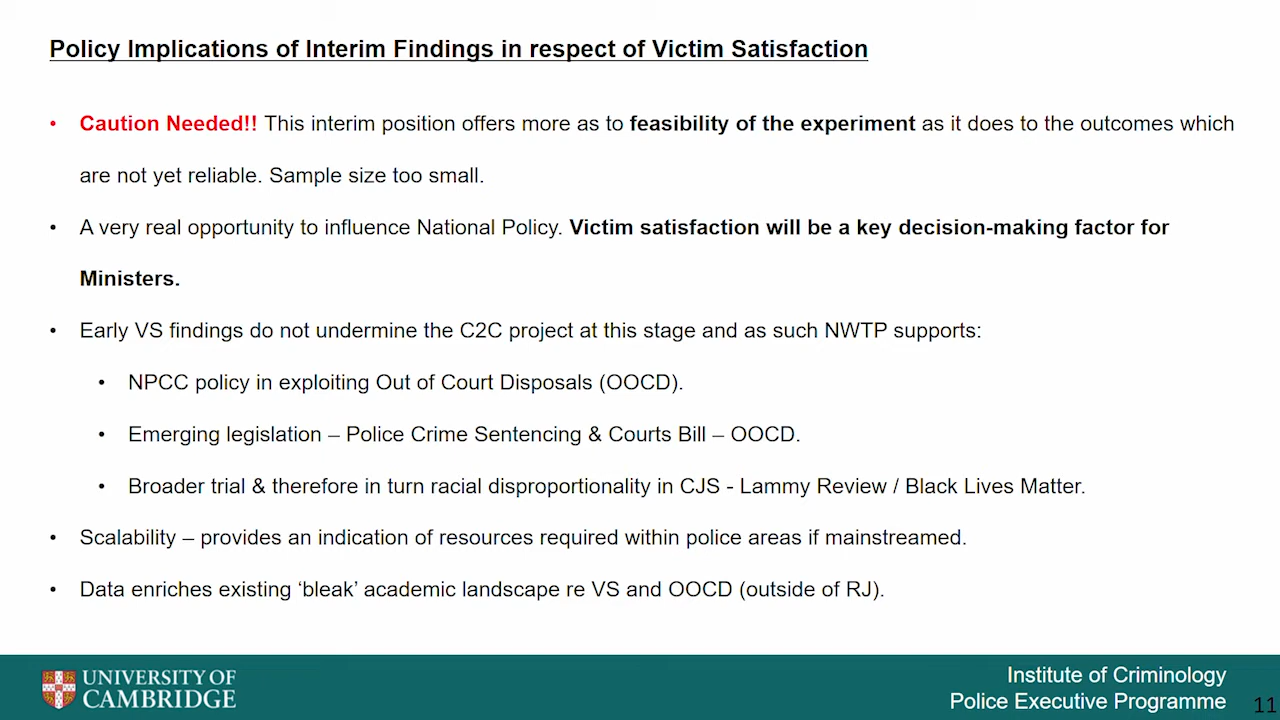 Policy Implications of Interim Findings in respect of Victim Satisfaction
• Caution Needed!! This interim position offers more as to feasibility of the experiment as it does to the outcomes which
are not yet reliable. Sample size too small.
• A very real opportunity to influence National Policy. Victim satisfaction will be a key decision-making factor for
Ministers.
• Early VS findings do not undermine the C2C project at this stage and as such NWTP supports:
• NPCC policy in exploiting Out of Court Disposals (OOCD).
• Emerging legislation – Police Crime Sentencing & Courts Bill – OOCD.
• Broader trial & therefore in turn racial disproportionality in CJS - Lammy Review / Black Lives Matter.
• Scalability – provides an indication of resources required within police areas if mainstreamed.
• Data enriches existing ‘bleak’ academic landscape re VS and OOCD (outside of RJ).
UNIVERSITY OF
CAMBRIDGE
Institute of Criminology
Police Executive Programme
11